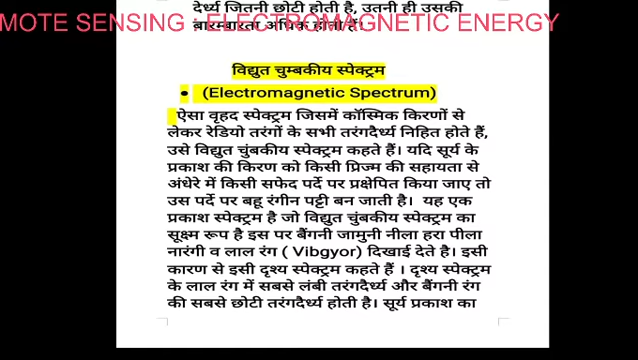 देर्ध्य जितनी छोटी होती है, उतनी ही उसकी
MOTE SENSING - ELECTROMAGNETIC ENERGY
बारम्बारता अधिक होती है।
विद्युत चुम्बकीय स्पेक्ट्रम
• (Electromagnetic Spectrum)
ऐसा वृहद स्पेक्ट्रम जिसमें कॉस्मिक किरणों से
लेकर रेडियो तरंगों के सभी तरंगदैर्ध्य निहित होते हैं,
उसे विद्युत चुंबकीय स्पेक्ट्रम कहते हैं। यदि सूर्य के
प्रकाश की किरण को किसी प्रिज्म की सहायता से
अंधेरे में किसी सफेद पर्दे पर प्रक्षेपित किया जाए तो
उस पर्दे पर बहू रंगीन पट्टी बन जाती है। यह एक
प्रकाश स्पेक्ट्रम है जो विद्युत चुंबकीय स्पेक्ट्रम का
सूक्ष्म रूप है इस पर बैंगनी जामुनी नीला हरा पीला
नारंगी व लाल रंग ( Vibgyor) दिखाई देते है। इसी
कारण से इसी दृश्य स्पेक्ट्रम कहते हैं । दृश्य स्पेक्ट्रम
के लाल रंग में सबसे लंबी तरंगदैर्ध्य और बैंगनी रंग
की सबसे छोटी तरंगदैर्ध्य होती है। सूर्य प्रकाश का